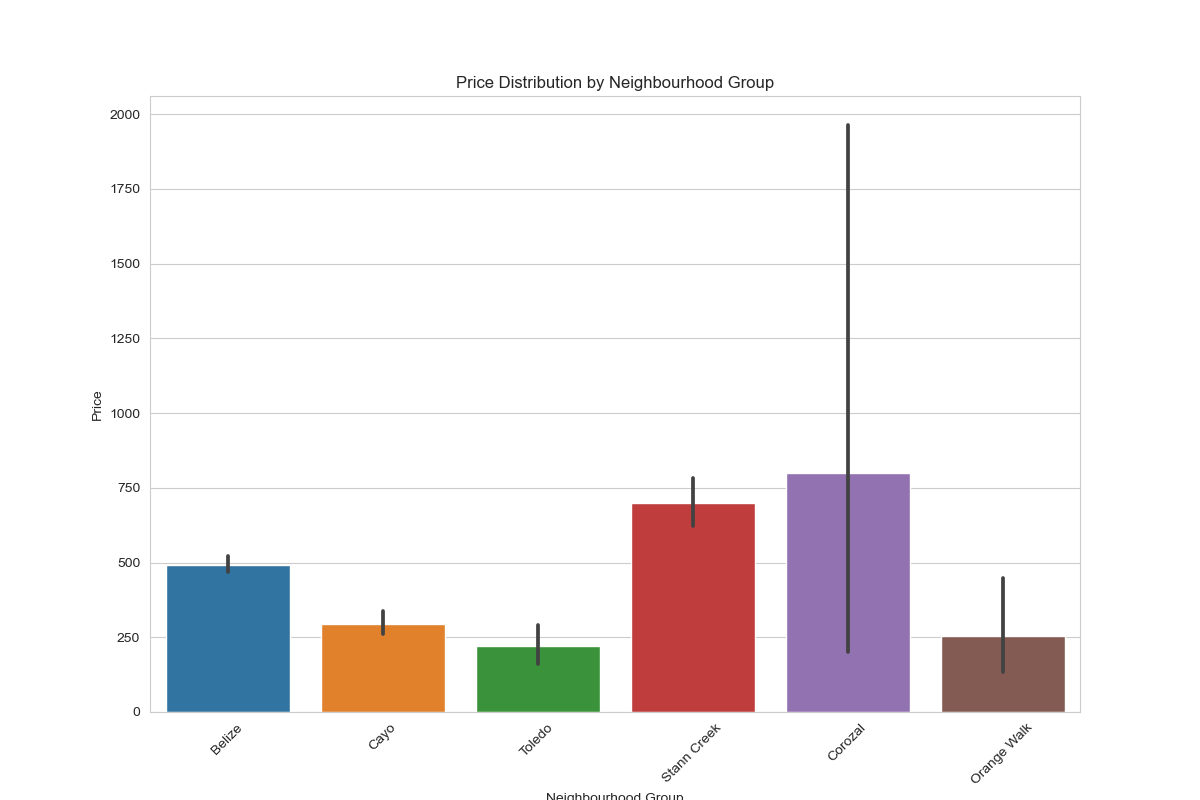 Price Distribution by Neighbourhood Group
2000
1750
1500
1250
1000
750
500
250
0
Price
Belize
Cayo
Toledo
Stann Creek
Corozal
Orange Walk
Neighbourhood Group